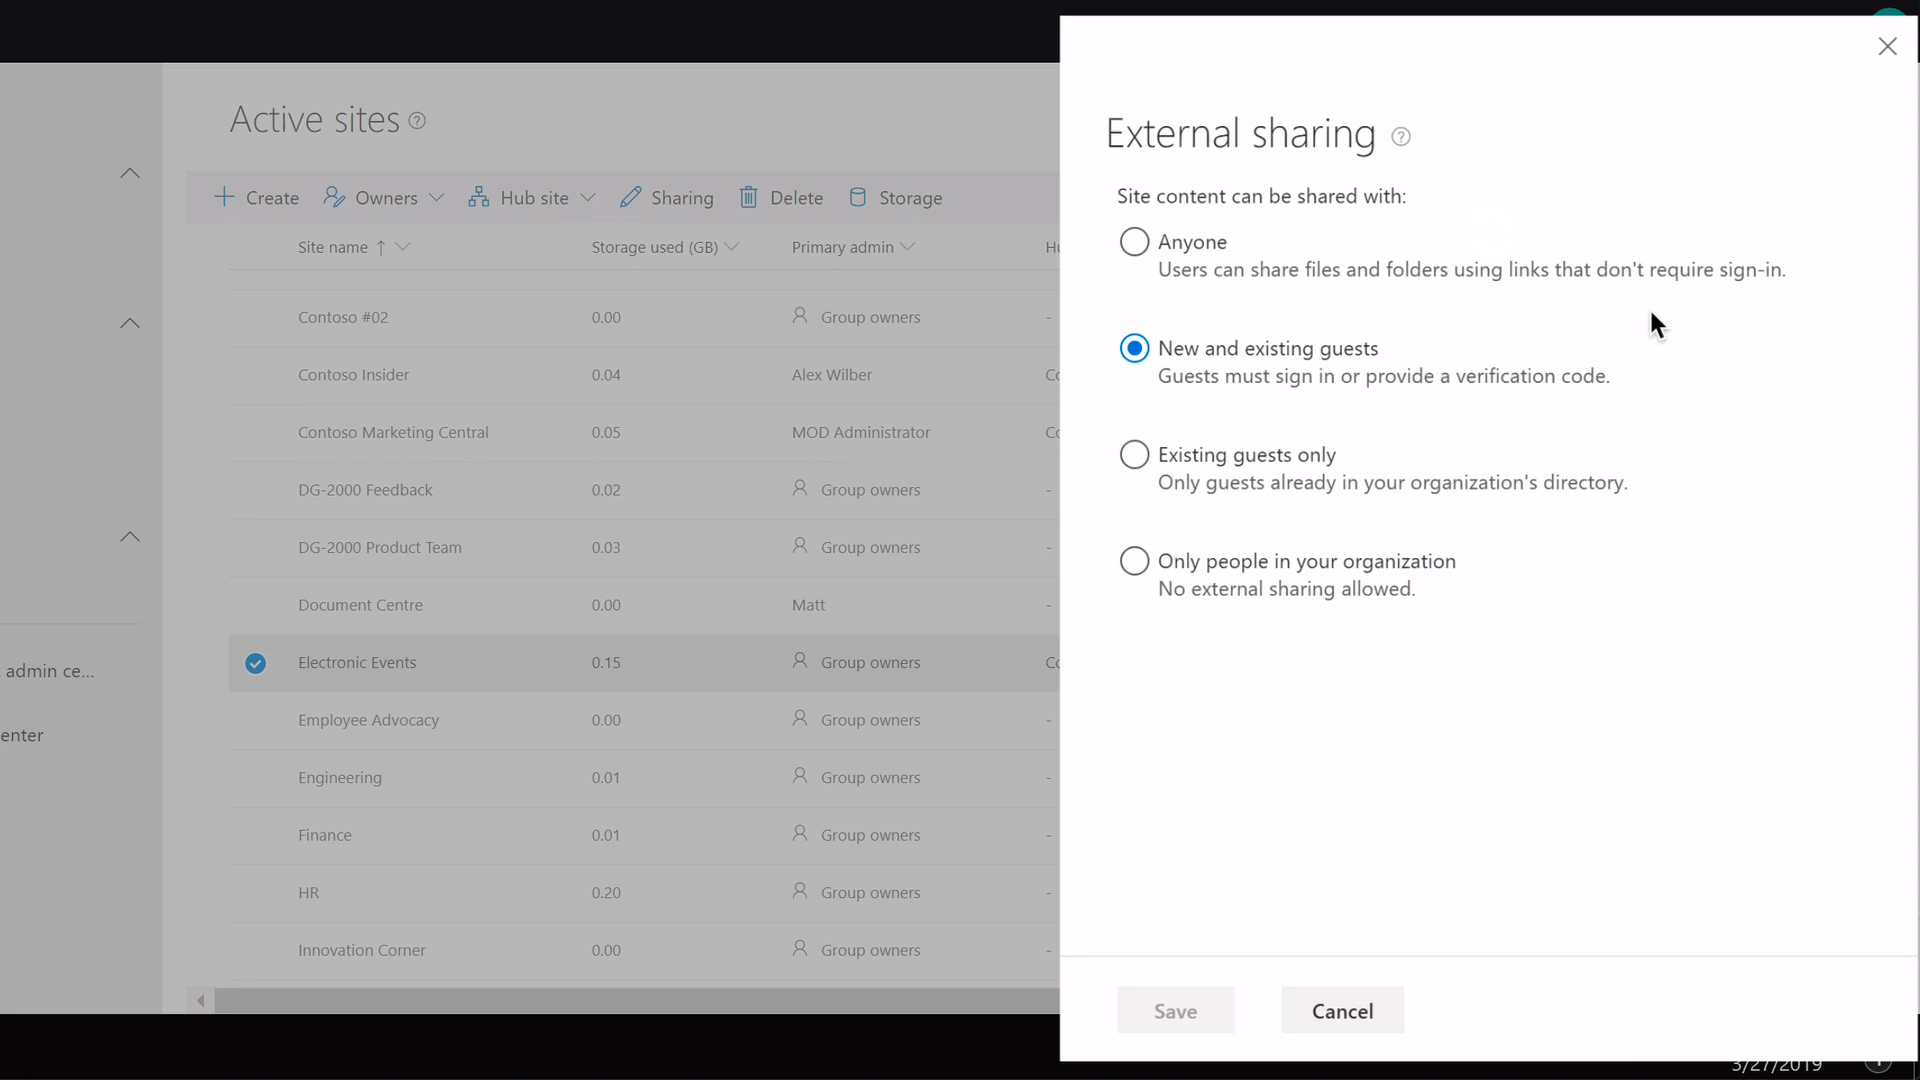 Active sites
Create Owners Hub site Sharing Delete Storage
Site name Storage used (GB) Primary admin
Contoso #02 0.00 Group owners -
Contoso Insider 0.04 Alex Wilber
Contoso Marketing Central 0.05 MOD Administrator
DG-2000 Feedback 0.02 Group owners -
DG-2000 Product Team 0.03 Group owners -
Document Centre 0.00 Matt -
Electronic Events 0.15 Group owners
Employee Advocacy 0.00 Group owners -
Engineering 0.01 Group owners -
Finance 0.01 Group owners -
HR 0.20 Group owners -
Innovation Corner 0.00 Group owners -
admin ce...
enter
External sharing
Site content can be shared with:
Anyone
Users can share files and folders using links that don't require sign-in.
New and existing guests
Guests must sign in or provide a verification code.
Existing guests only
Only guests already in your organization's directory.
Only people in your organization
No external sharing allowed.
Save Cancel
3/27/2019